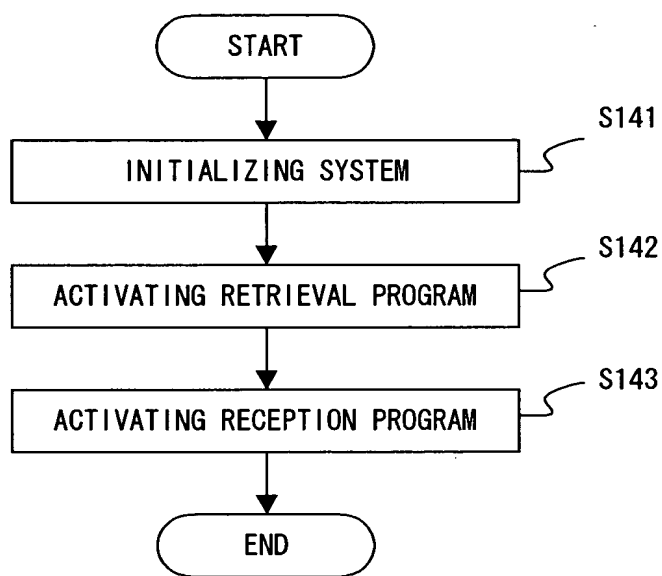 START
S141
INITIALIZING SYSTEM
S142
ACTIVATING RETRIEVAL PROGRAM
S143
ACTIVATING RECEPTION PROGRAM
END